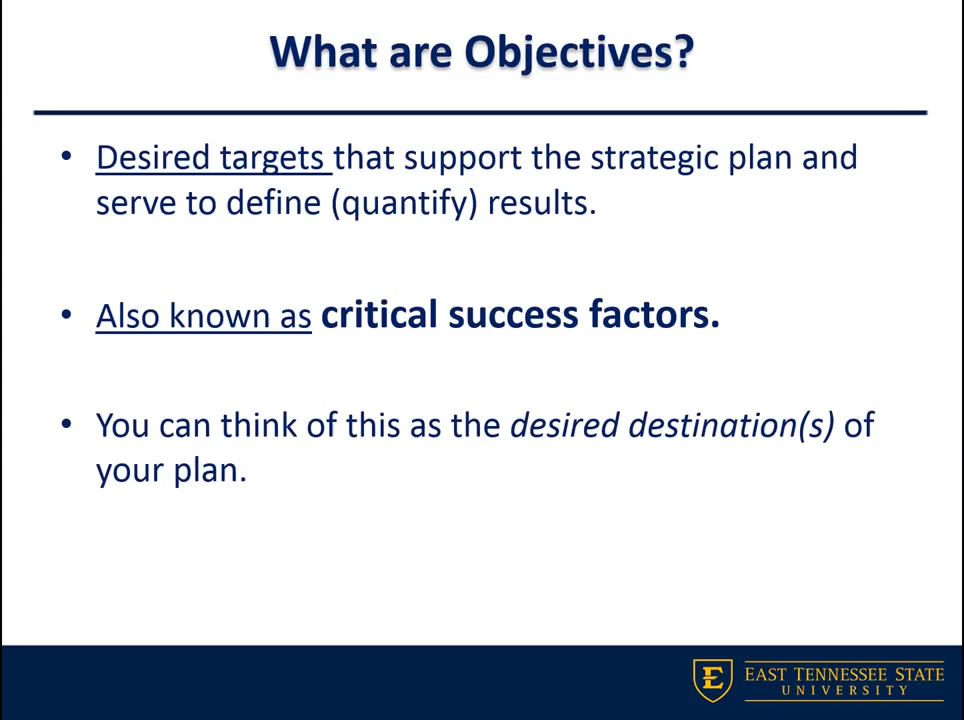 What are Objectives?
• Desired targets that support the strategic plan and
serve to define (quantify) results.
• Also known as critical success factors.
• You can think of this as the desired destination(s) of
your plan.
E
EAST TENNESSEE STATE
UNIVERSITY